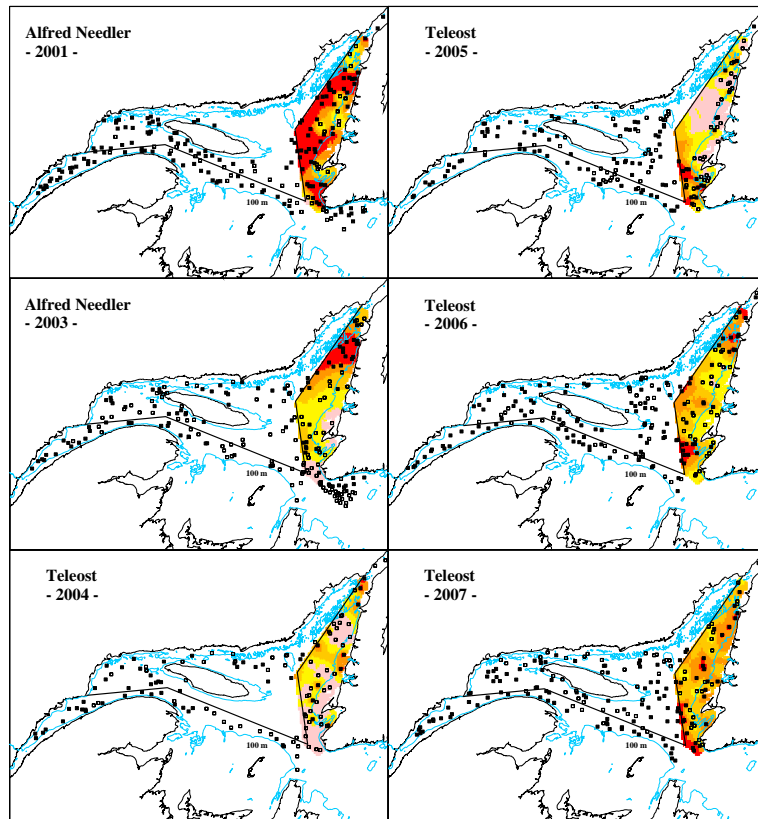 Alfred Needler
- 2001 -
100 m
Teleost
- 2005 -
100 m
Alfred Needler
- 2003 -
100 m
Teleost
- 2006 -
100 m
Teleost
- 2004 -
100 m
Teleost
- 2007 -
100 m